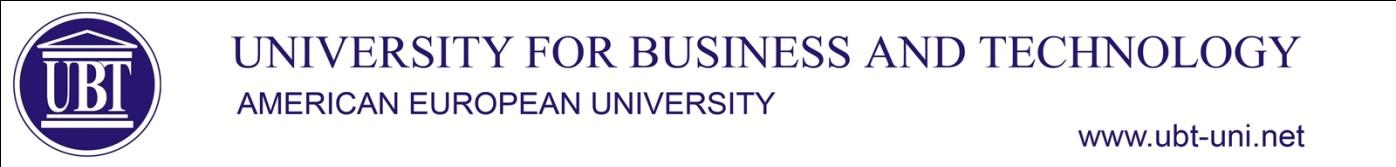 UBT
UNIVERSITY FOR BUSINESS AND TECHNOLOGY
AMERICAN EUROPEAN UNIVERSITY
www.ubt-uni.net